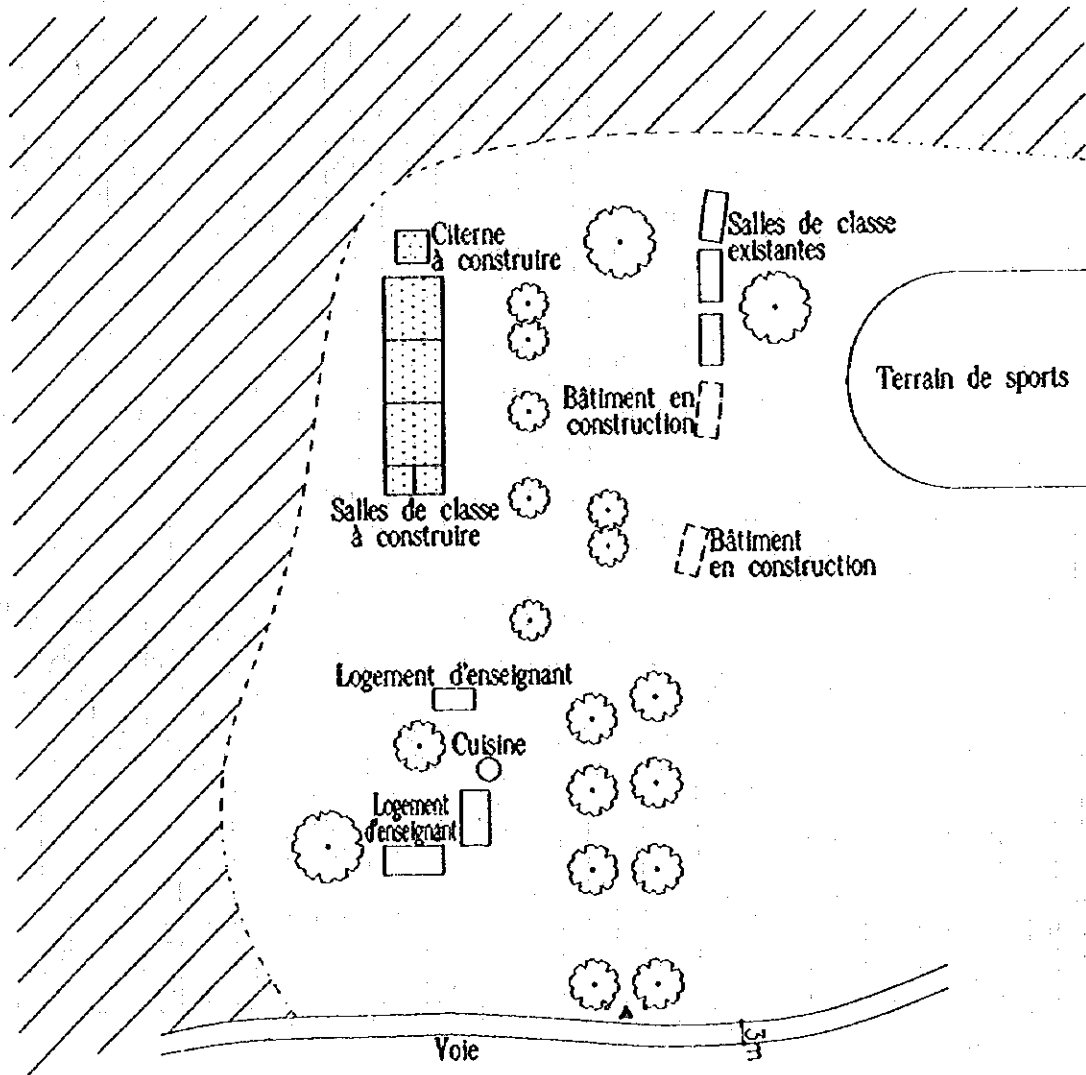 Citerne
à construire
Salles de classe
existantes
Terrain de sports
Bâtiment en
construction
Salles de classe
à construire
Bâtiment
en construction
Logement d'enseignant
Cuisine
Logement
d'enseignant
Voie
3m